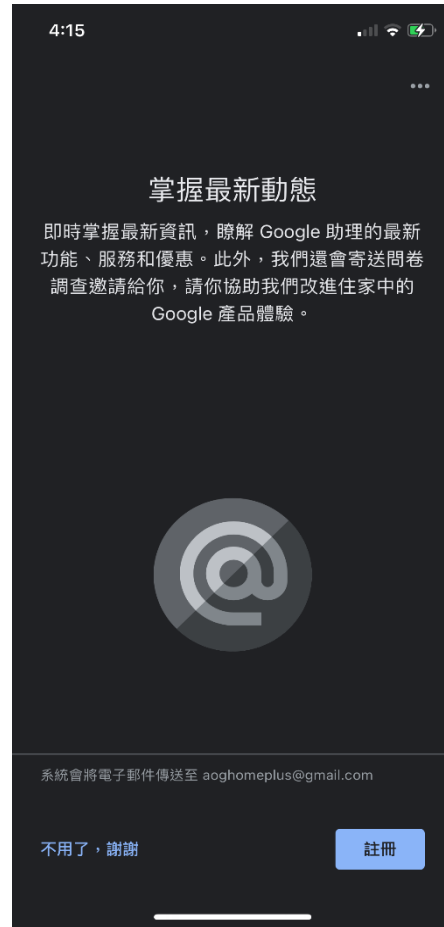 4:15
掌握最新動態
即時掌握最新資訊，瞭解 Google 助理的最新
功能、服務和優惠。此外，我們還會寄送問卷
調查邀請給你，請你協助我們改進住家中的
Google 產品體驗。
系統會將電子郵件傳送至 aoghomeplus@gmail.com
不用了，謝謝
註冊